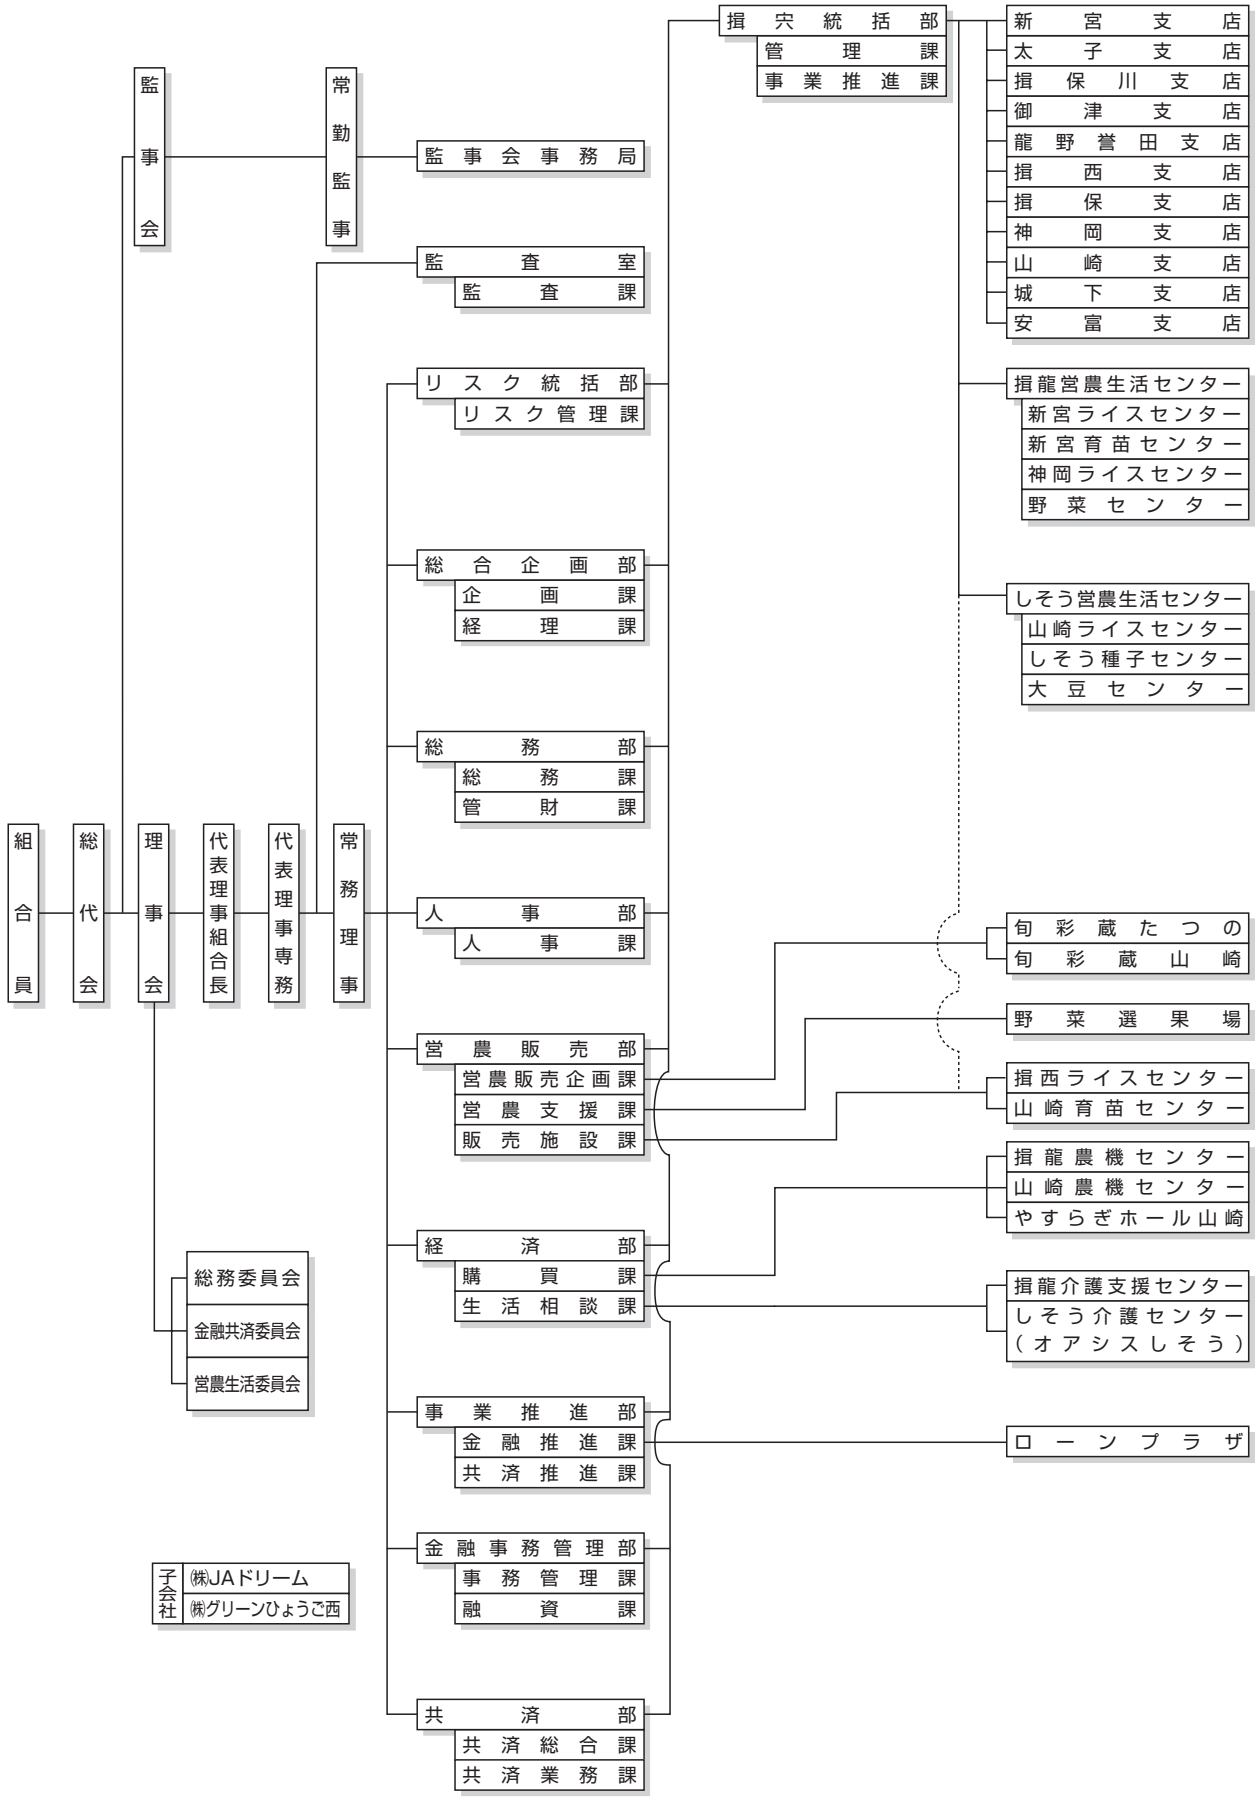 組合員
総代会
監事会
常勤監事
監事会事務局
理事会
代表理事組合長
代表理事専務
常務理事
総務委員会
金融共済委員会
営農生活委員会
子会社
㈱JAドリーム
㈱グリーンひょうご西
監査室
監査課
リスク統括部
リスク管理課
総合企画部
企画課
経理課
総務部
総務課
管財課
人事部
人事課
営農販売部
営農販売企画課
営農支援課
販売施設課
経済部
購買課
生活相談課
事業推進部
金融推進課
共済推進課
金融事務管理部
事務管理課
融資課
共済部
共済総合課
共済業務課
揖宍統括部
管理課
事業推進課
新宮支店
太子支店
揖保川支店
御津支店
龍野誉田支店
揖西支店
揖保支店
神岡支店
山崎支店
城下支店
安富支店
揖龍営農生活センター
新宮ライスセンター
新宮育苗センター
神岡ライスセンター
野菜センター
しそう営農生活センター
山崎ライスセンター
しそう種子センター
大豆センター
旬彩蔵たつの
旬彩蔵山崎
野菜選果場
揖西ライスセンター
山崎育苗センター
揖龍農機センター
山崎農機センター
やすらぎホール山崎
揖龍介護支援センター
しそう介護センター
(オアシスしそう)
ローンプラザ